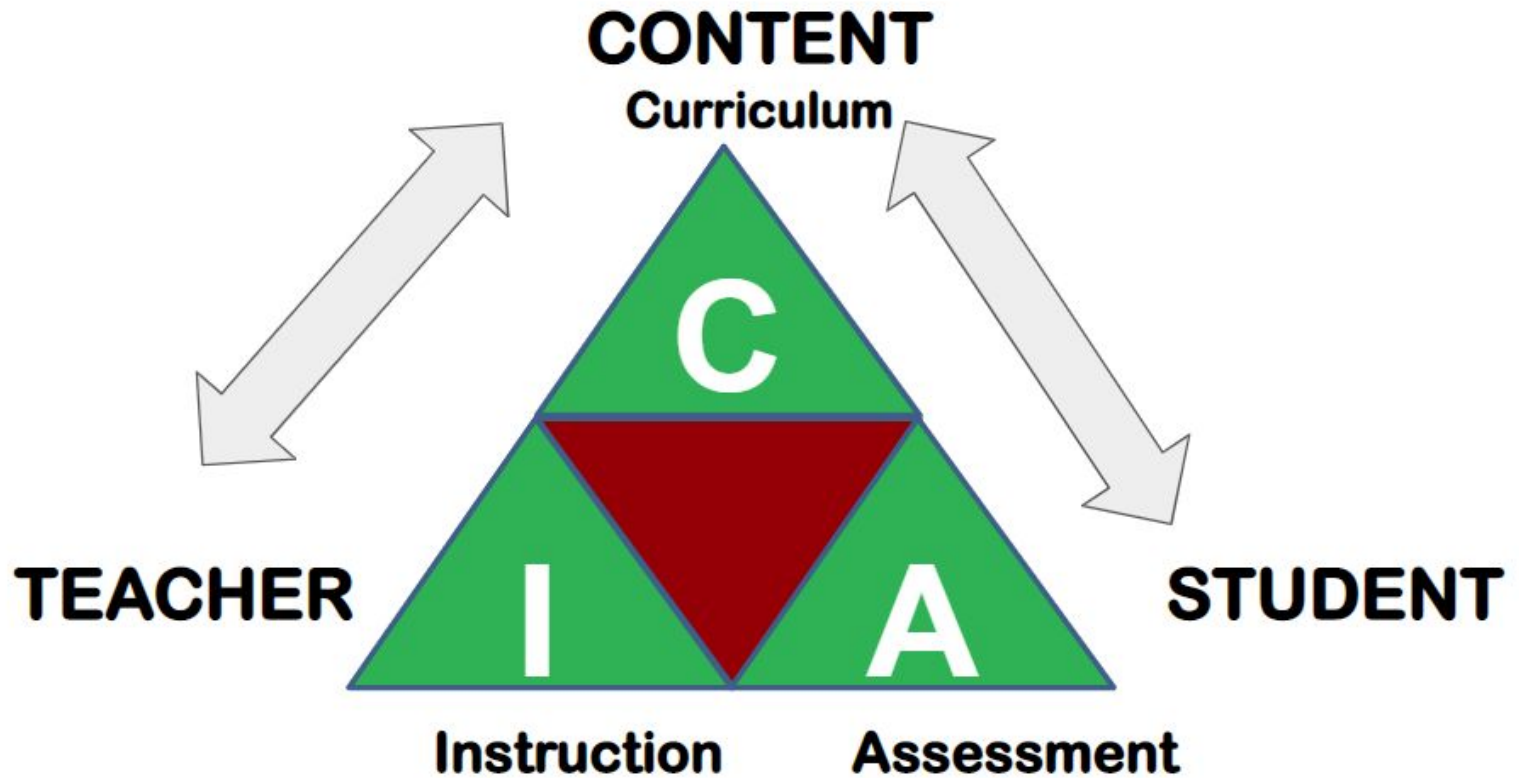 CONTENT
Curriculum
C
TEACHER
I
A
STUDENT
Instruction
Assessment